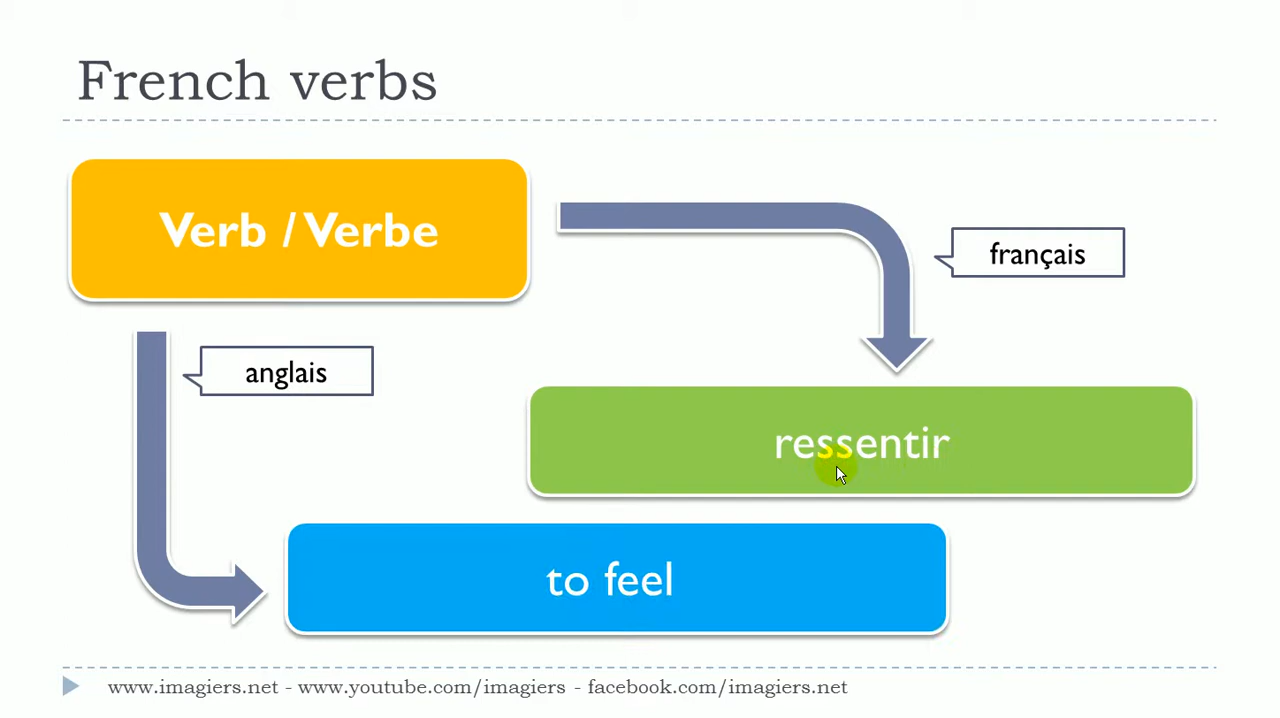 French verbs
Verb / Verbe
français
anglais
ressentir
to feel
www.imagiers.net - www.youtube.com/imagiers - facebook.com/imagiers.net